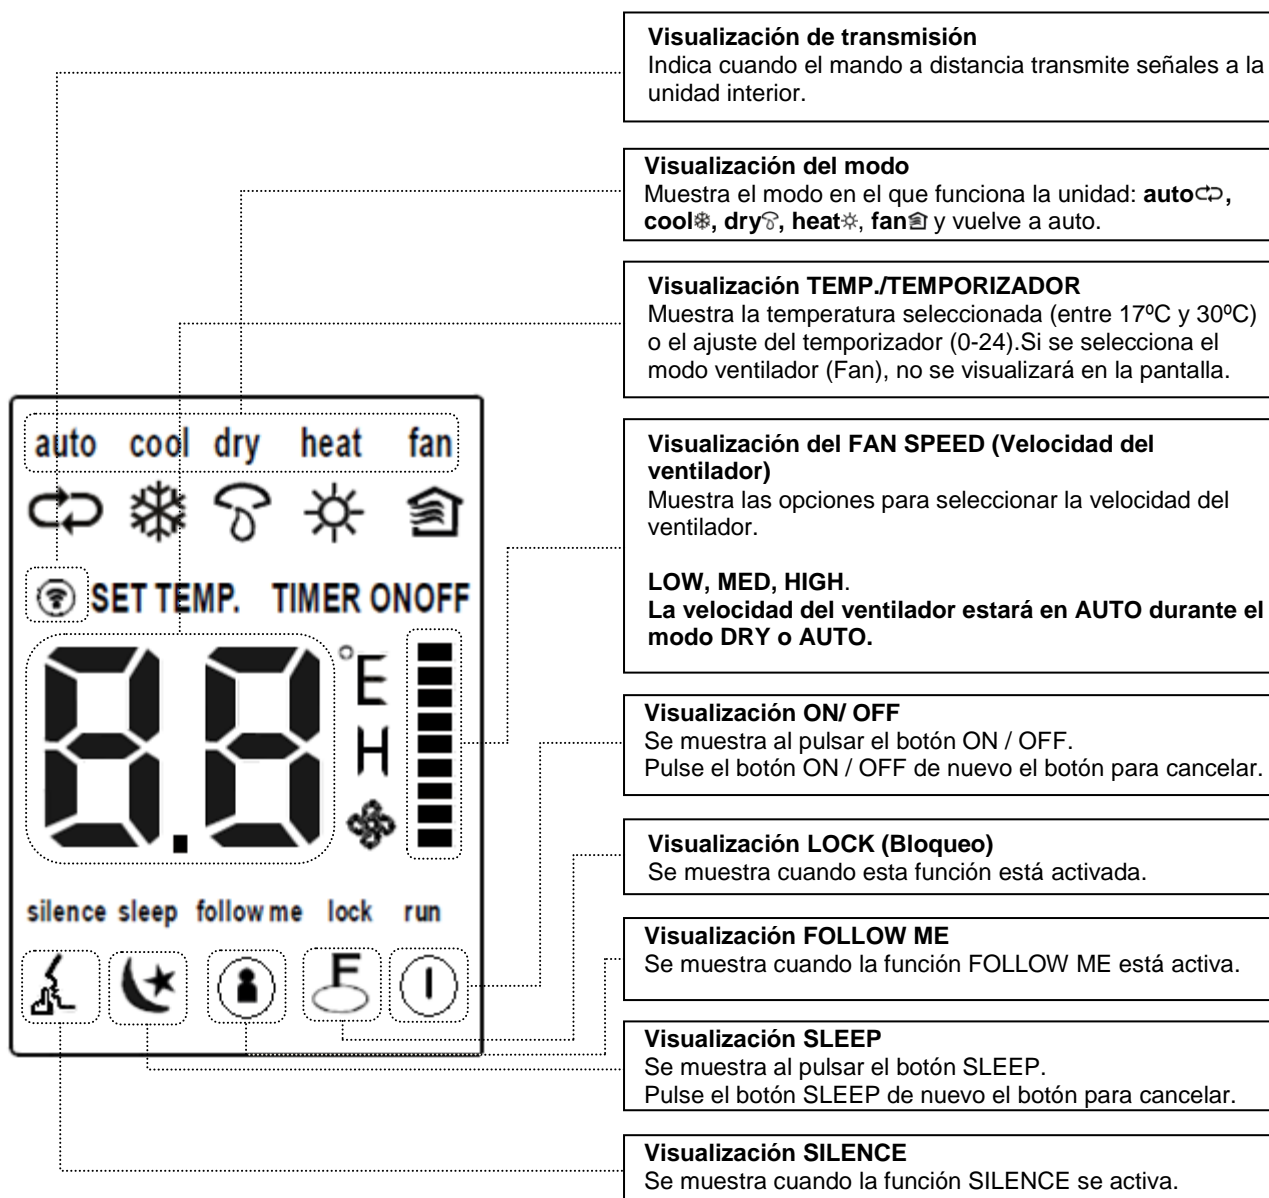 Visualización de transmisión
Indica cuando el mando a distancia transmite señales a la
unidad interior.
Visualización del modo
Muestra el modo en el que funciona la unidad: auto,
cool, dry, heat, fan y vuelve a auto.
Visualización TEMP./TEMPORIZADOR
Muestra la temperatura seleccionada (entre 17ºC y 30ºC)
o el ajuste del temporizador (0-24).Si se selecciona el
modo ventilador (Fan), no se visualizará en la pantalla.
Visualización del FAN SPEED (Velocidad del
ventilador)
Muestra las opciones para seleccionar la velocidad del
ventilador.
LOW, MED, HIGH.
La velocidad del ventilador estará en AUTO durante el
modo DRY o AUTO.
Visualización ON/ OFF
Se muestra al pulsar el botón ON / OFF.
Pulse el botón ON / OFF de nuevo el botón para cancelar.
Visualización LOCK (Bloqueo)
Se muestra cuando esta función está activada.
Visualización FOLLOW ME
Se muestra cuando la función FOLLOW ME está activa.
Visualización SLEEP
Se muestra al pulsar el botón SLEEP.
Pulse el botón SLEEP de nuevo el botón para cancelar.
Visualización SILENCE
Se muestra cuando la función SILENCE se activa.
auto cool dry heat fan
SET TEMP. TIMER ONOFF
8.8 °E
H
silence sleep follow me lock run
F